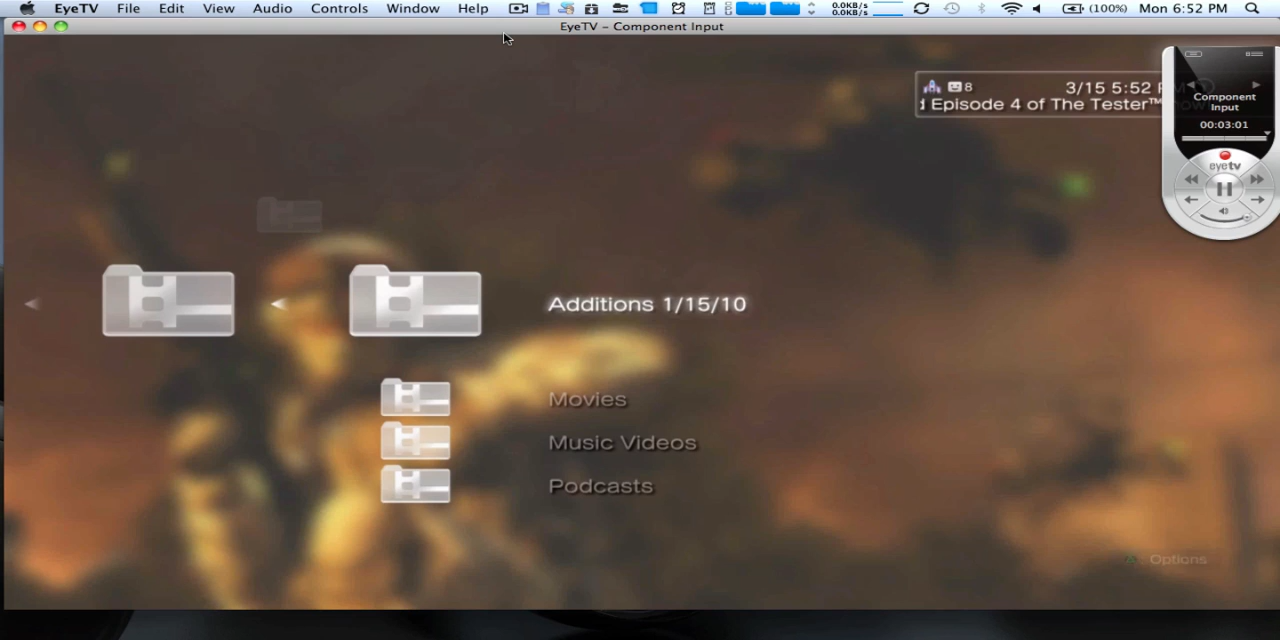 EyeTV File Edit View Audio Controls Window Help 0.0KB/s 0.0KB/s (100%) Mon 6:52 PM
EyeTV – Component Input
8 3/15 5:52 P
Episode 4 of The Tester™
Component
Input
00:03:01
eyetv
Additions 1/15/10
Movies
Music Videos
Podcasts
Options